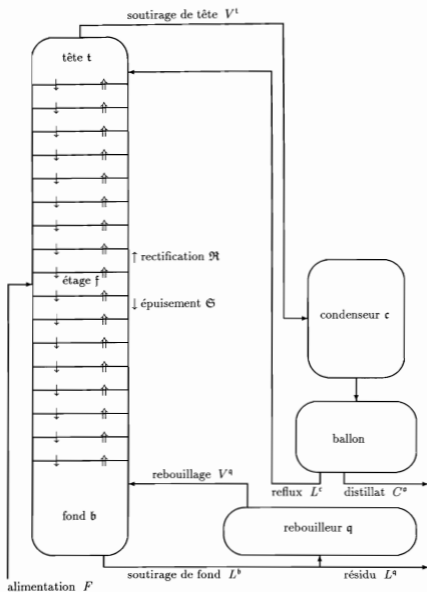 soutirage de tête V^t
tête 𝔱
↑ rectification ℜ
étage 𝔣
↓ épuisement 𝔖
condenseur 𝔠
ballon
rebouillage V^q
reflux L^c
distillat C^o
fond 𝔟
rebouilleur 𝔮
soutirage de fond L^b
résidu L^q
alimentation F